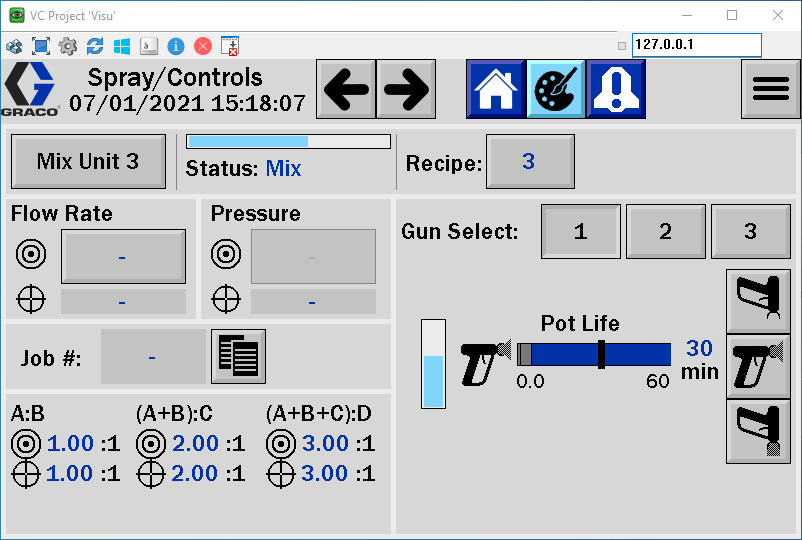 VC Project 'Visu'
127.0.0.1
GRACO
Spray/Controls
07/01/2021 15:18:07
Mix Unit 3
Status: Mix
Recipe: 3
Flow Rate
-
-
Pressure
-
-
Gun Select: 1 2 3
Job #: -
Pot Life
0.0 60
30
min
A:B (A+B):C (A+B+C):D
1.00 :1 2.00 :1 3.00 :1
1.00 :1 2.00 :1 3.00 :1